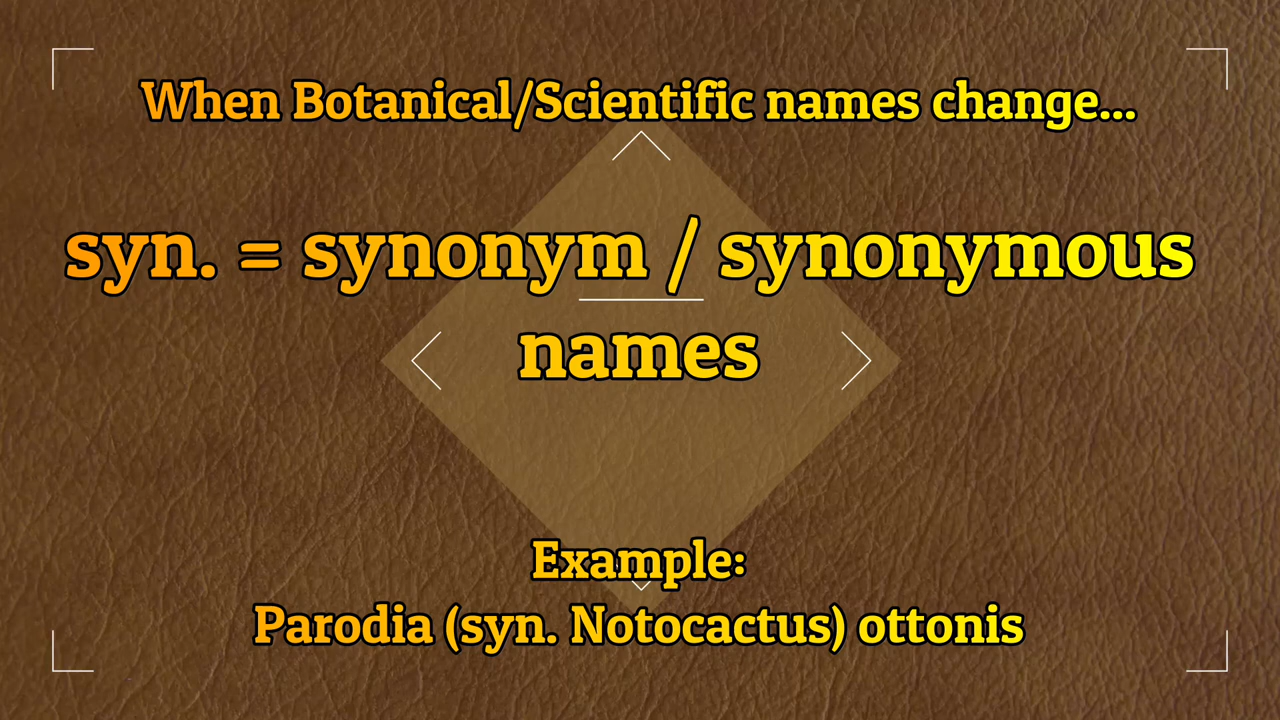 When Botanical/Scientific names change...
syn. = synonym / synonymous
names
Example:
Parodia (syn. Notocactus) ottonis